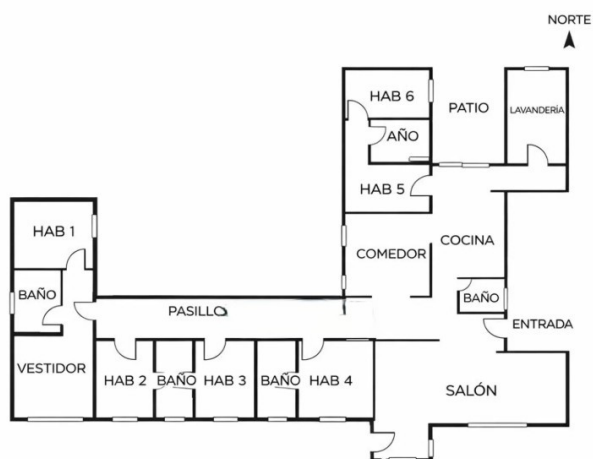 NORTE
HAB 6
PATIO
LAVANDERÍA
AÑO
HAB 5
HAB 1
COCINA
COMEDOR
BAÑO
BAÑO
PASILLO
ENTRADA
VESTIDOR
HAB 2
BAÑO
HAB 3
BAÑO
HAB 4
SALÓN